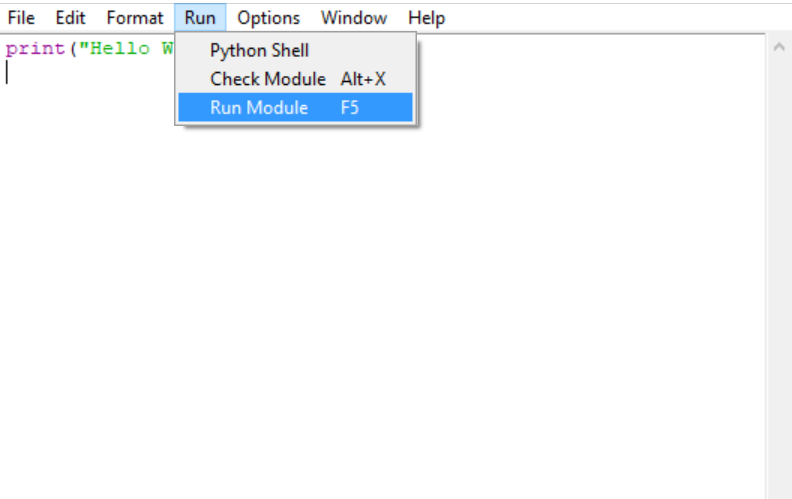 File Edit Format Run Options Window Help
print("Hello W
Python Shell
Check Module Alt+X
Run Module F5